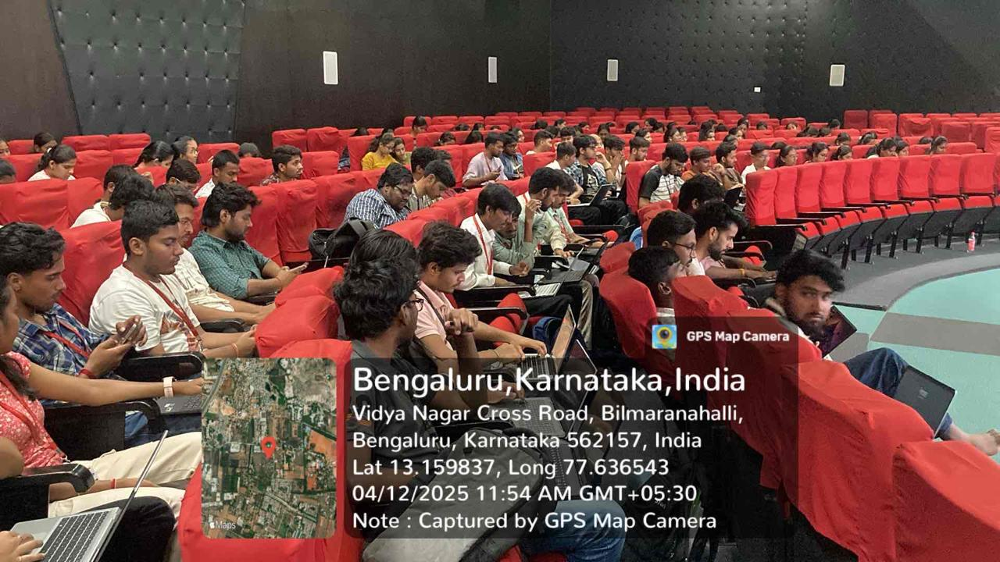 GPS Map Camera
Bengaluru,Karnataka,India
Vidya Nagar Cross Road, Bilmaranahalli,
Bengaluru, Karnataka 562157, India
Lat 13.159837, Long 77.636543
04/12/2025 11:54 AM GMT+05:30
Note : Captured by GPS Map Camera
Maps